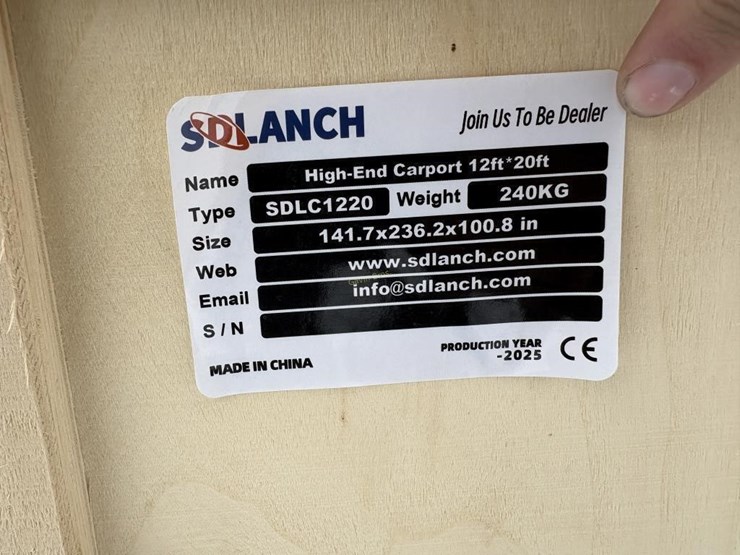 SDLANCH
Join Us To Be Dealer
Name High-End Carport 12ft*20ft
Type SDLC1220 Weight 240KG
Size 141.7x236.2x100.8 in
Web www.sdlanch.com
Email info@sdlanch.com
S/N
MADE IN CHINA
PRODUCTION YEAR
-2025
CE